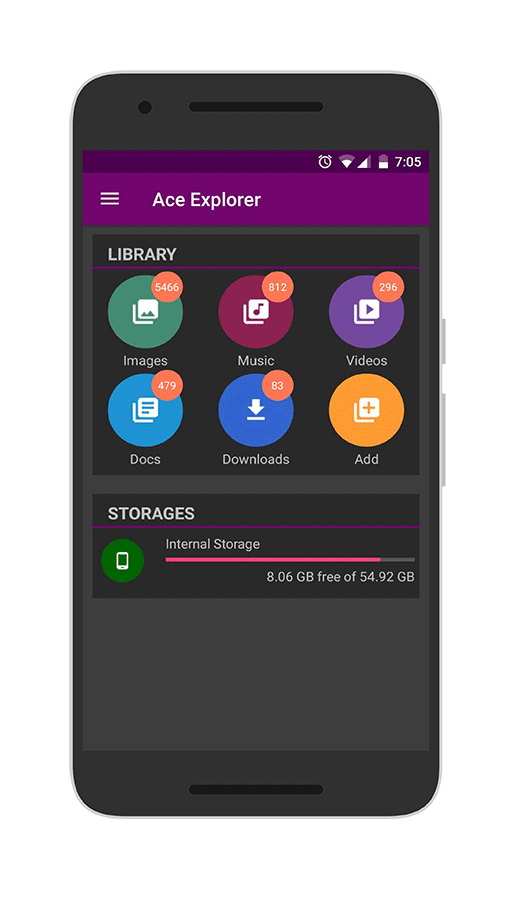 7:05
Ace Explorer
LIBRARY
5466 812 296
Images Music Videos
479 83
Docs Downloads Add
STORAGES
Internal Storage
8.06 GB free of 54.92 GB